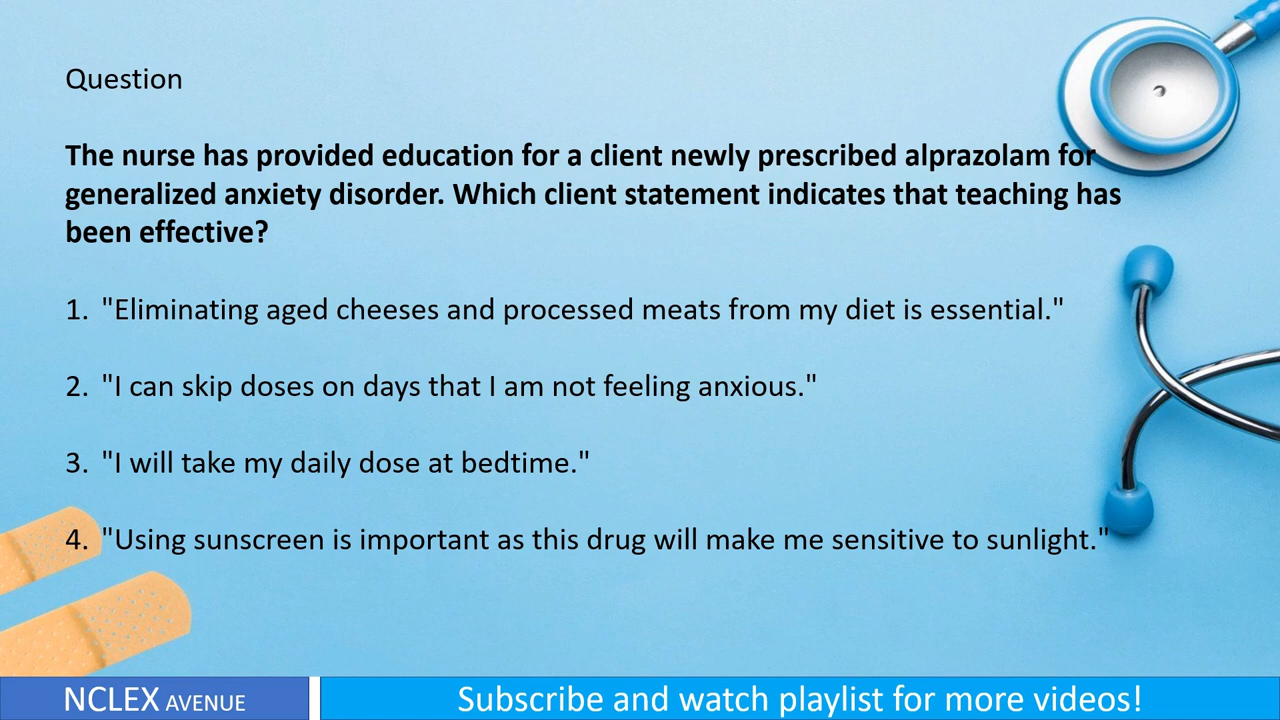 Question
The nurse has provided education for a client newly prescribed alprazolam for
generalized anxiety disorder. Which client statement indicates that teaching has
been effective?
1. "Eliminating aged cheeses and processed meats from my diet is essential."
2. "I can skip doses on days that I am not feeling anxious."
3. "I will take my daily dose at bedtime."
4. "Using sunscreen is important as this drug will make me sensitive to sunlight."
NCLEX AVENUE
Subscribe and watch playlist for more videos!